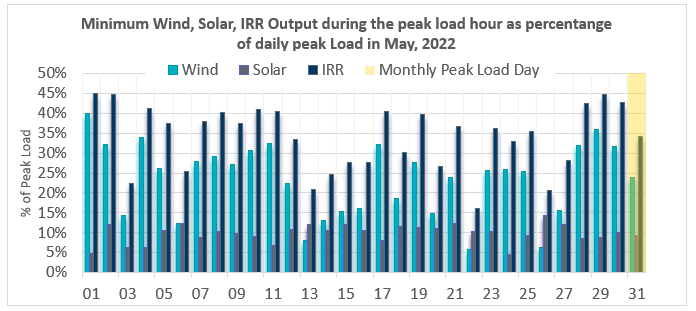 Minimum Wind, Solar, IRR Output during the peak load hour as percentange
of daily peak Load in May, 2022
Wind Solar IRR Monthly Peak Load Day
% of Peak Load
50%
45%
40%
35%
30%
25%
20%
15%
10%
5%
0%
01 03 05 07 09 11 13 15 17 19 21 23 25 27 29 31